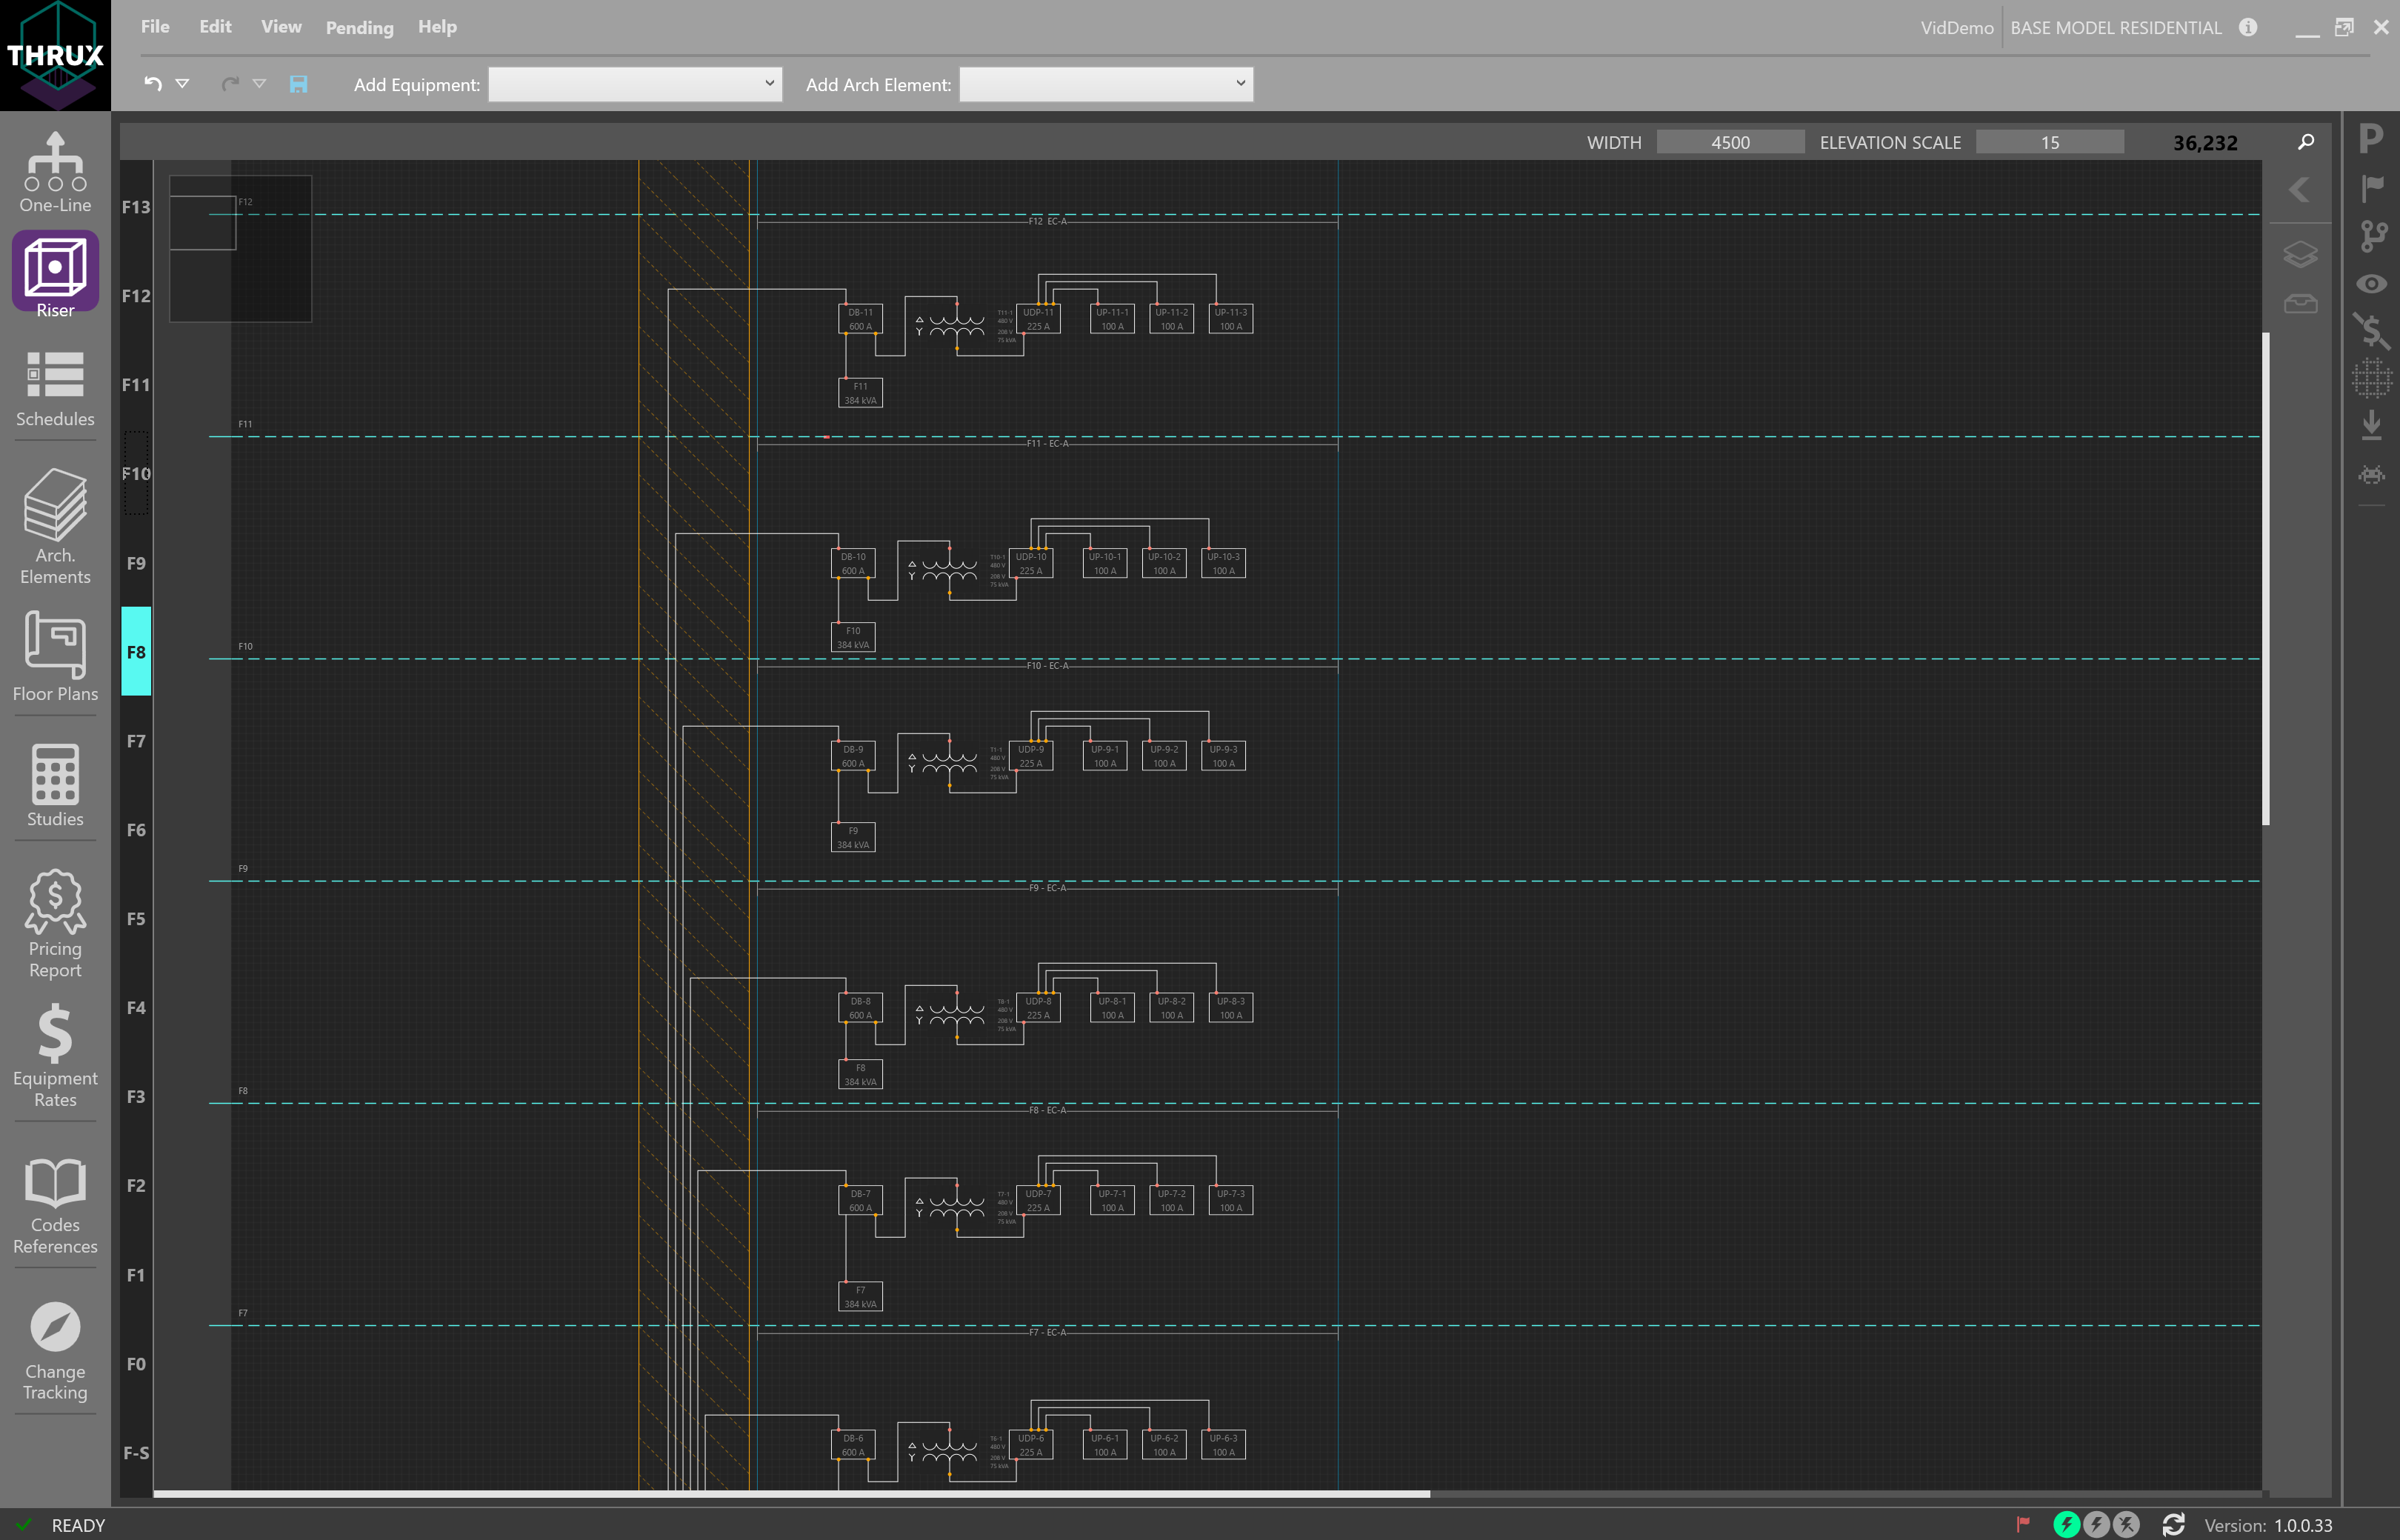 THRUX
File Edit View Pending Help
VidDemo BASE MODEL RESIDENTIAL
Add Equipment: Add Arch Element:
WIDTH 4500 ELEVATION SCALE 15 36,232
One-Line
Riser
Schedules
Arch.
Elements
Floor Plans
Studies
Pricing
Report
Equipment
Rates
Codes
References
Change
Tracking
F13
F12
F11
F10
F9
F8
F7
F6
F5
F4
F3
F2
F1
F0
F-S
F12
F12 EC-A
DB-11
600 A
T11-1
480 V
208 V
75 kVA
UDP-11
225 A
UP-11-1
100 A
UP-11-2
100 A
UP-11-3
100 A
F11
384 kVA
F11
F11 - EC-A
DB-10
600 A
T10-1
480 V
208 V
75 kVA
UDP-10
225 A
UP-10-1
100 A
UP-10-2
100 A
UP-10-3
100 A
F10
384 kVA
F10
F10 - EC-A
DB-9
600 A
T1-1
480 V
208 V
75 kVA
UDP-9
225 A
UP-9-1
100 A
UP-9-2
100 A
UP-9-3
100 A
F9
384 kVA
F9
F9 - EC-A
DB-8
600 A
T8-1
480 V
208 V
75 kVA
UDP-8
225 A
UP-8-1
100 A
UP-8-2
100 A
UP-8-3
100 A
F8
384 kVA
F8
F8 - EC-A
DB-7
600 A
T7-1
480 V
208 V
75 kVA
UDP-7
225 A
UP-7-1
100 A
UP-7-2
100 A
UP-7-3
100 A
F7
384 kVA
F7
F7 - EC-A
DB-6
600 A
T6-1
480 V
208 V
75 kVA
UDP-6
225 A
UP-6-1
100 A
UP-6-2
100 A
UP-6-3
100 A
P
READY
Version: 1.0.0.33